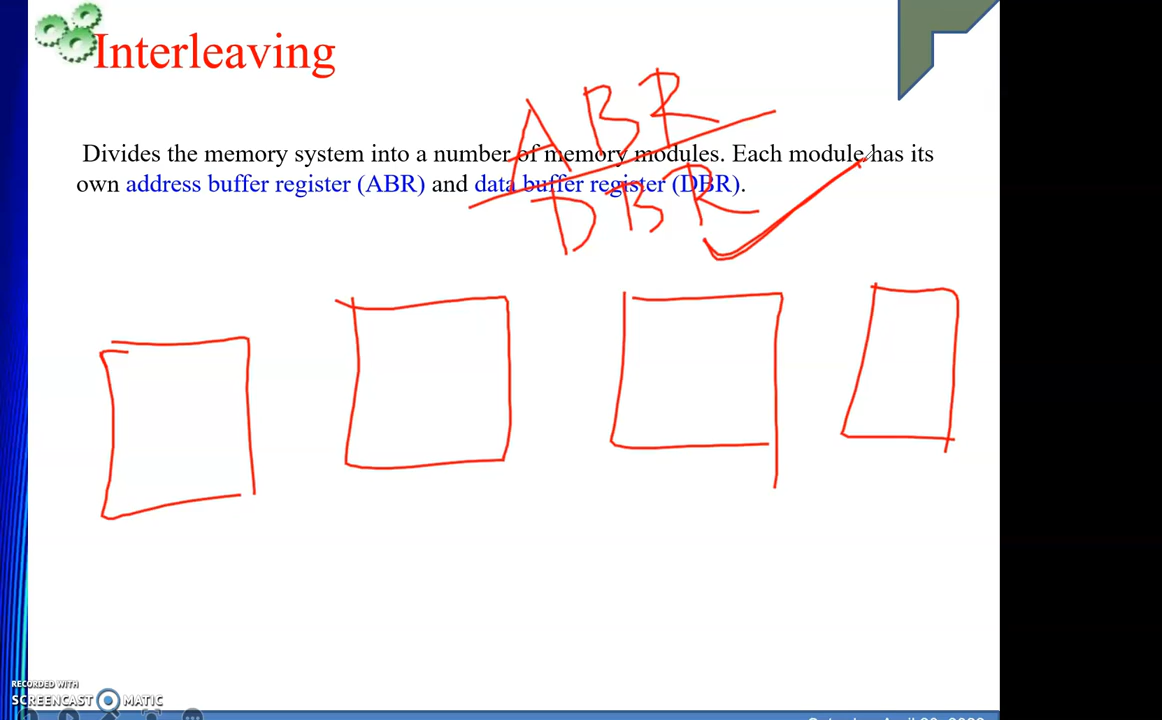 Interleaving
ABR
Divides the memory system into a number of memory modules. Each module has its
own address buffer register (ABR) and data buffer register (DBR).
DBR
RECORDED WITH
SCREENCAST MATIC